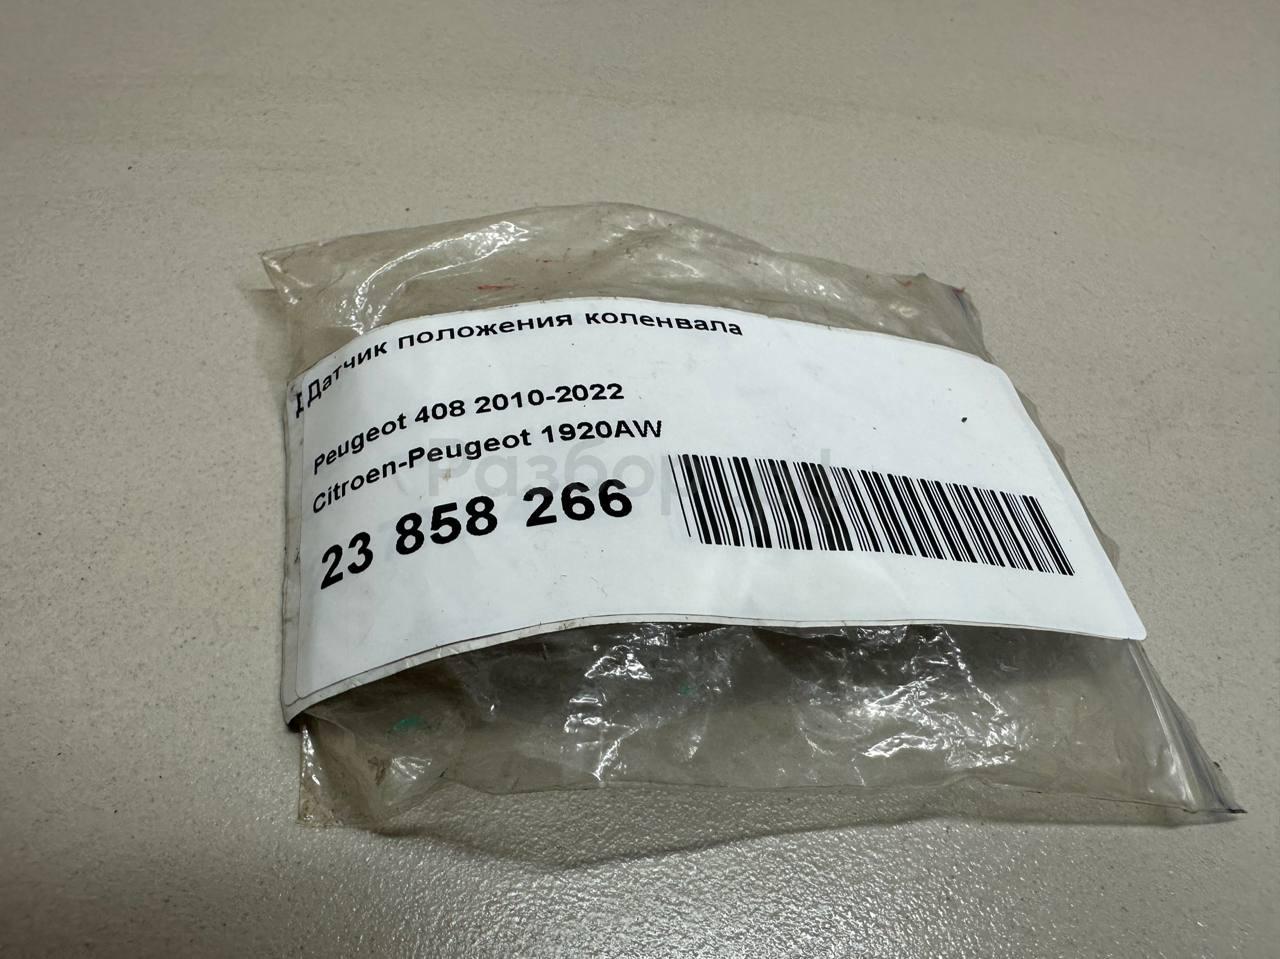 Датчик положения коленвала
Peugeot 408 2010-2022
Citroen-Peugeot 1920AW
23 858 266